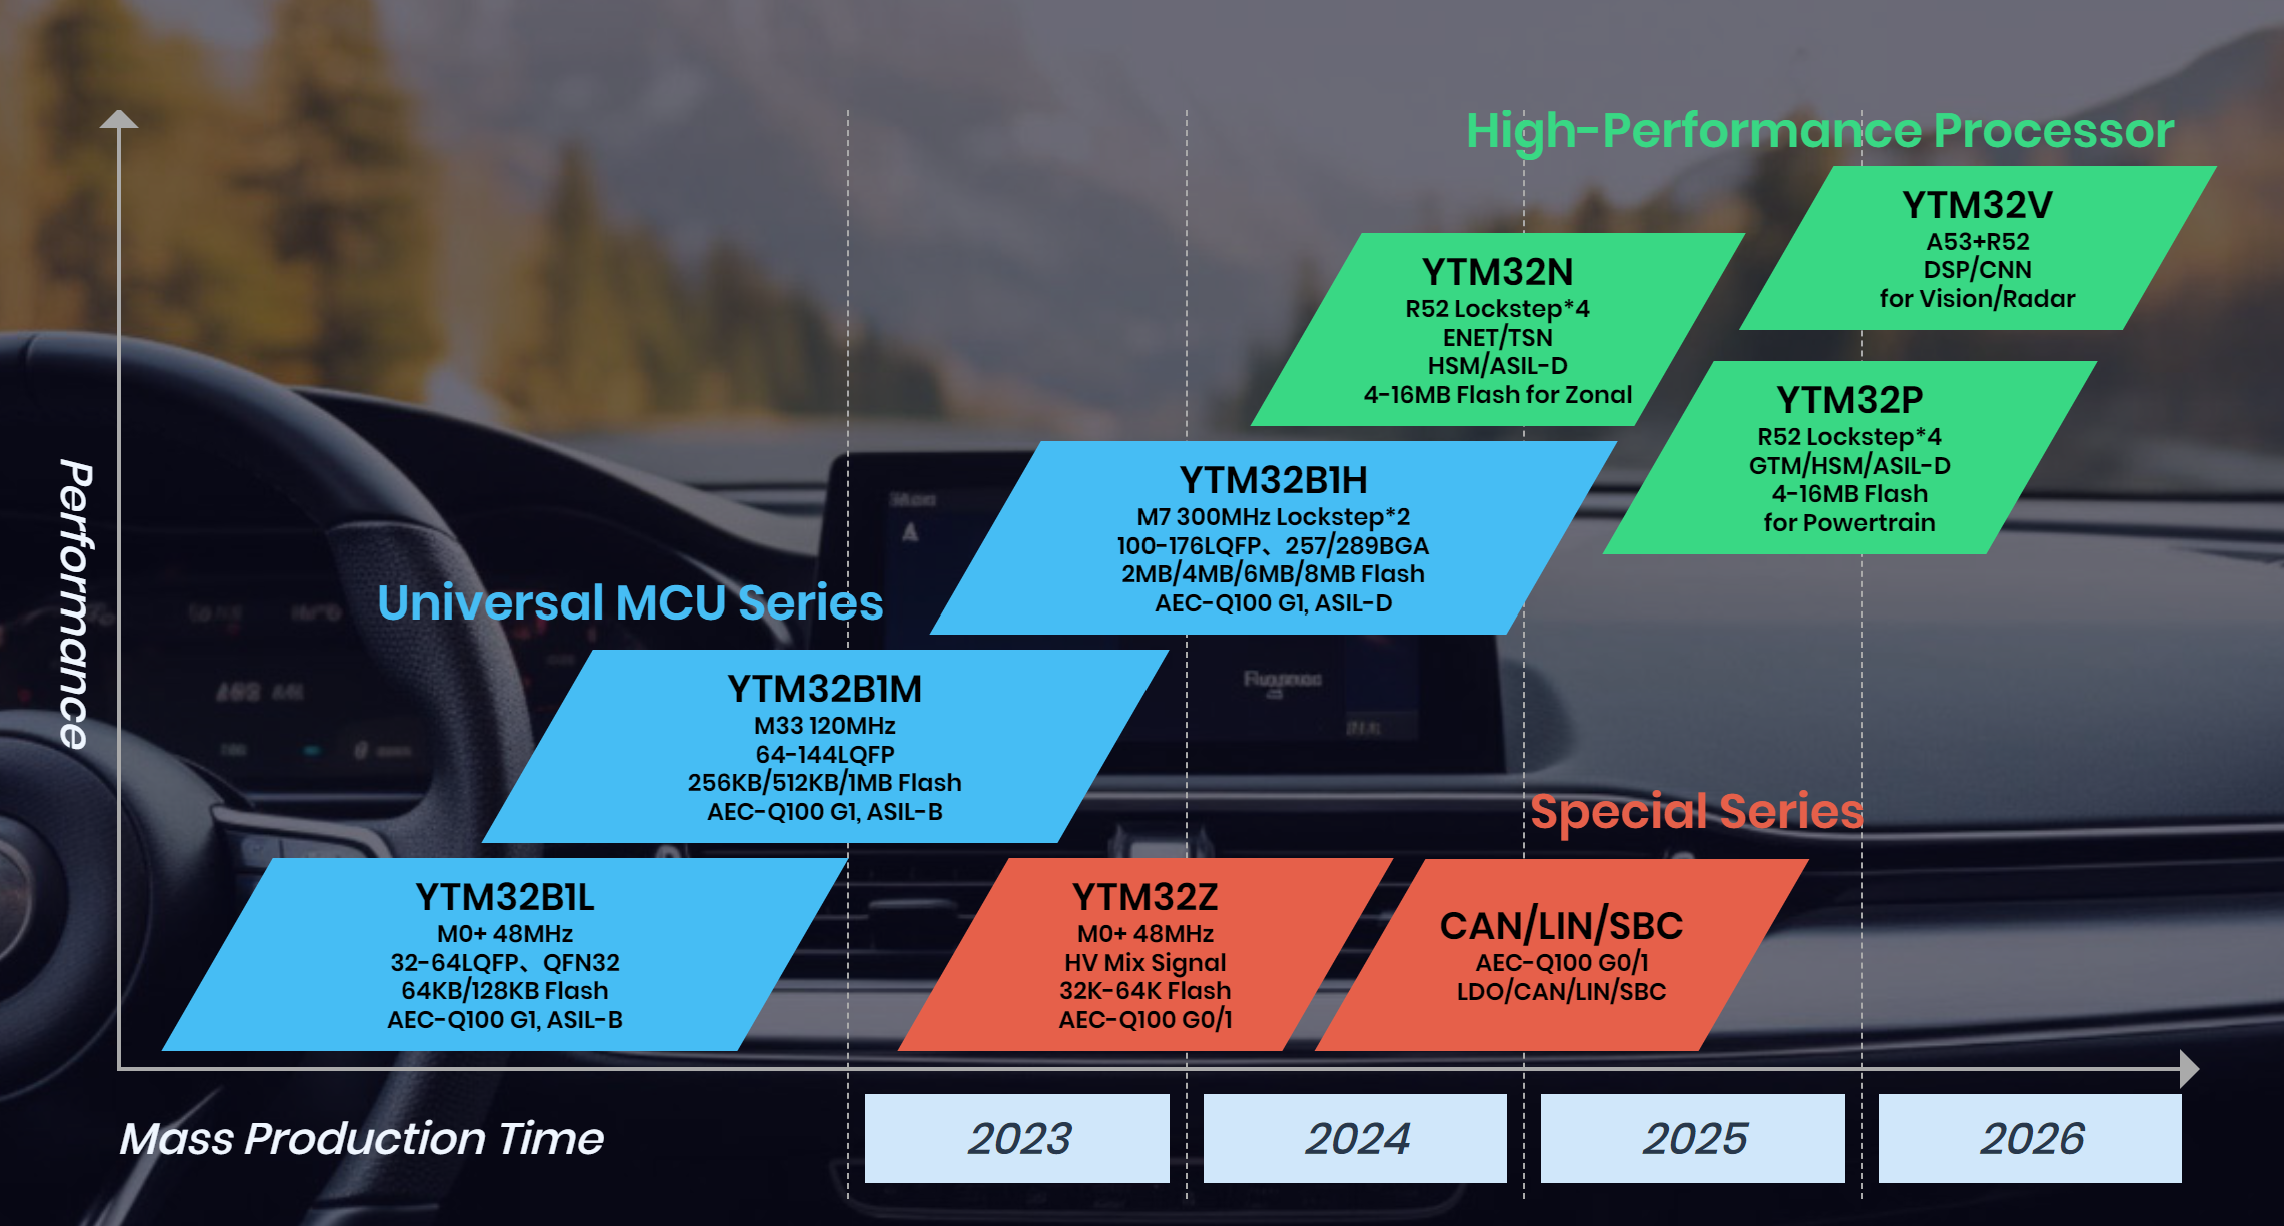 High-Performance Processor
YTM32V
A53+R52
DSP/CNN
for Vision/Radar
YTM32N
R52 Lockstep*4
ENET/TSN
HSM/ASIL-D
4-16MB Flash for Zonal
YTM32P
R52 Lockstep*4
GTM/HSM/ASIL-D
4-16MB Flash
for Powertrain
Performance
Universal MCU Series
YTM32B1H
M7 300MHz Lockstep*2
100-176LQFP、257/289BGA
2MB/4MB/6MB/8MB Flash
AEC-Q100 G1, ASIL-D
YTM32B1M
M33 120MHz
64-144LQFP
256KB/512KB/1MB Flash
AEC-Q100 G1, ASIL-B
YTM32B1L
M0+ 48MHz
32-64LQFP、QFN32
64KB/128KB Flash
AEC-Q100 G1, ASIL-B
Special Series
YTM32Z
M0+ 48MHz
HV Mix Signal
32K-64K Flash
AEC-Q100 G0/1
CAN/LIN/SBC
AEC-Q100 G0/1
LDO/CAN/LIN/SBC
Mass Production Time
2023
2024
2025
2026